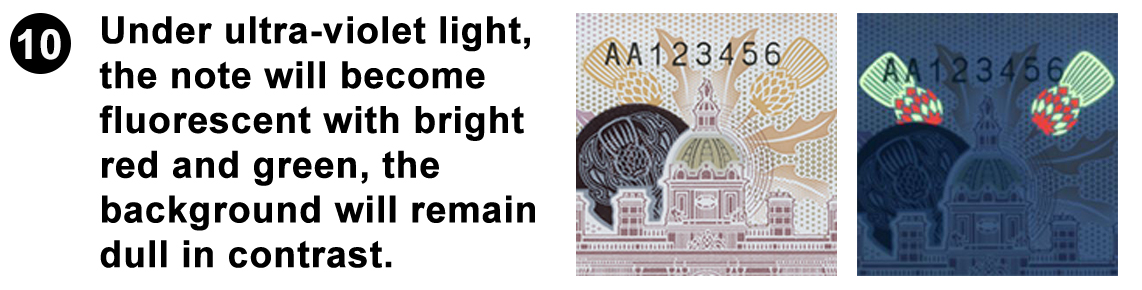 10
Under ultra-violet light,
the note will become
fluorescent with bright
red and green, the
background will remain
dull in contrast.
AA123456
AA123456